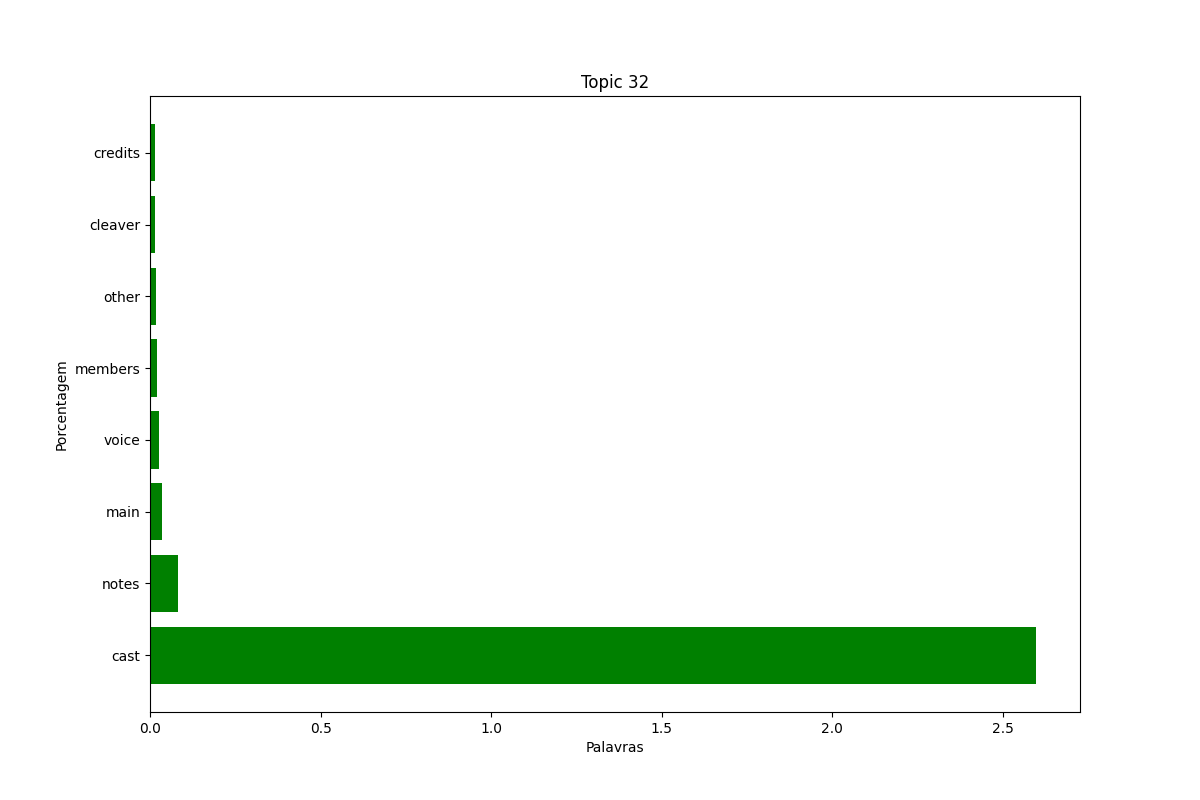 Topic 32
credits
cleaver
other
members
voice
main
notes
cast
Porcentagem
0.0 0.5 1.0 1.5 2.0 2.5
Palavras